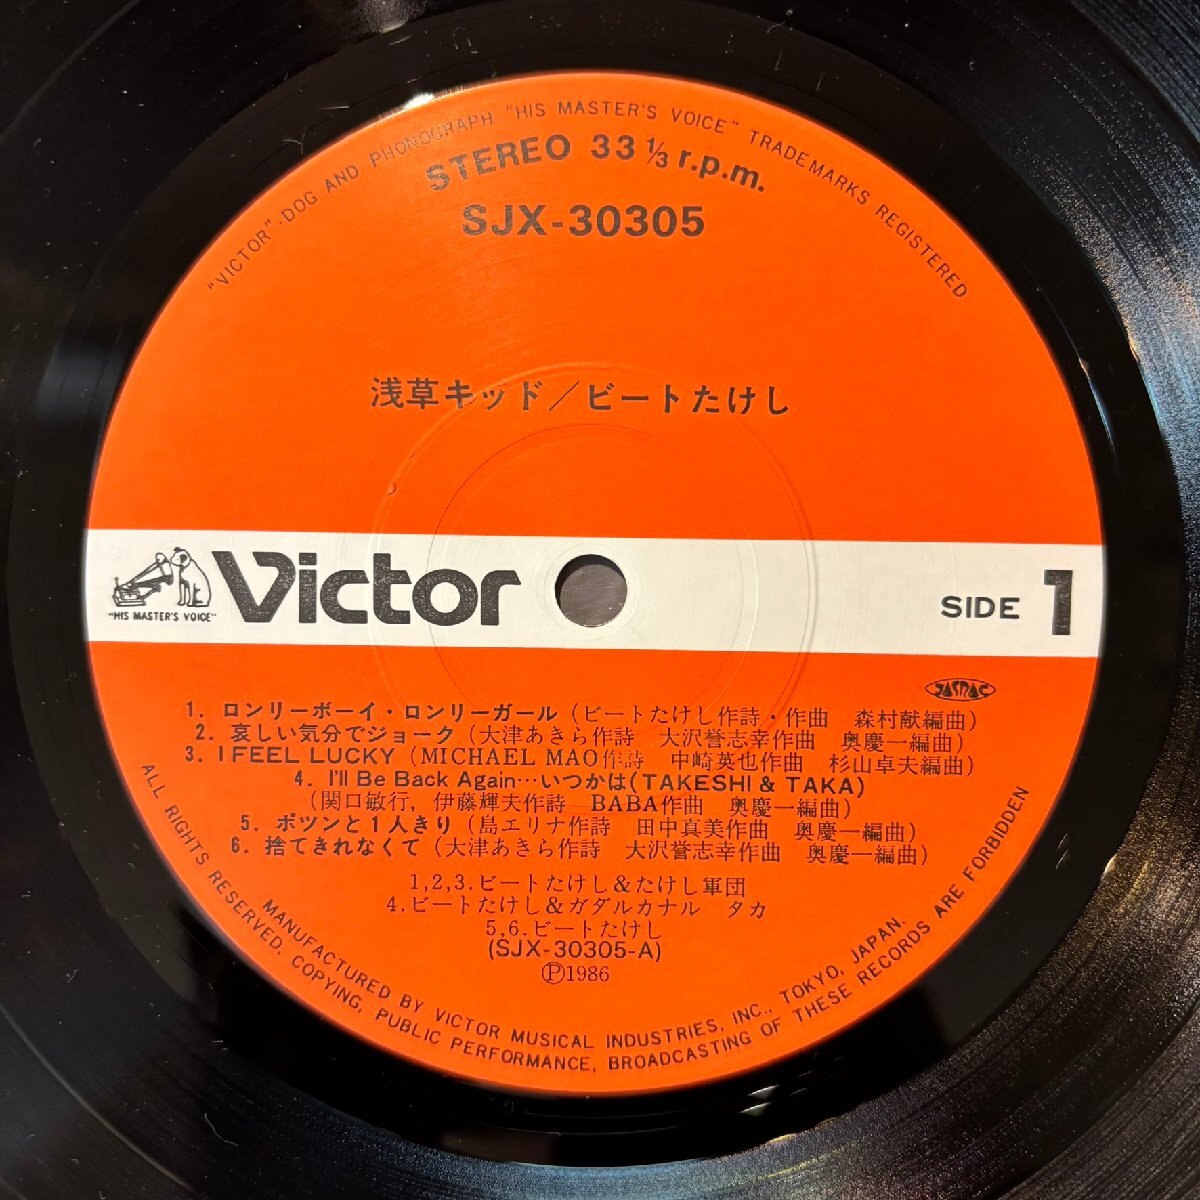 "VICTOR"-DOG AND PHONOGRAPH-"HIS MASTER'S VOICE" TRADEMARKS REGISTERED
STEREO 33 1/3 r.p.m.
SJX-30305
浅草キッド／ビートたけし
"HIS MASTER'S VOICE"
Victor
SIDE 1
JASRAC
1. ロンリーボーイ・ロンリーガール (ビートたけし作詩・作曲 森村献編曲)
2. 哀しい気分でジョーク (大津あきら作詩 大沢誉志幸作曲 奥慶一編曲)
3. I FEEL LUCKY (MICHAEL MAO作詩 中崎英也作曲 杉山卓夫編曲)
4. I'll Be Back Again…いつかは(TAKESHI & TAKA)
(関口敏行, 伊藤輝夫作詩 BABA作曲 奥慶一編曲)
5. ポツンと1人きり (島エリナ作詩 田中真美作曲 奥慶一編曲)
6. 捨てきれなくて (大津あきら作詩 大沢誉志幸作曲 奥慶一編曲)
1,2,3.ビートたけし&たけし軍団
4.ビートたけし&ガダルカナル タカ
5,6.ビートたけし
(SJX-30305-A)
Ⓟ1986
MANUFACTURED BY VICTOR MUSICAL INDUSTRIES, INC., TOKYO, JAPAN.
ALL RIGHTS RESERVED, COPYING, PUBLIC PERFORMANCE, BROADCASTING OF THESE RECORDS ARE FORBIDDEN